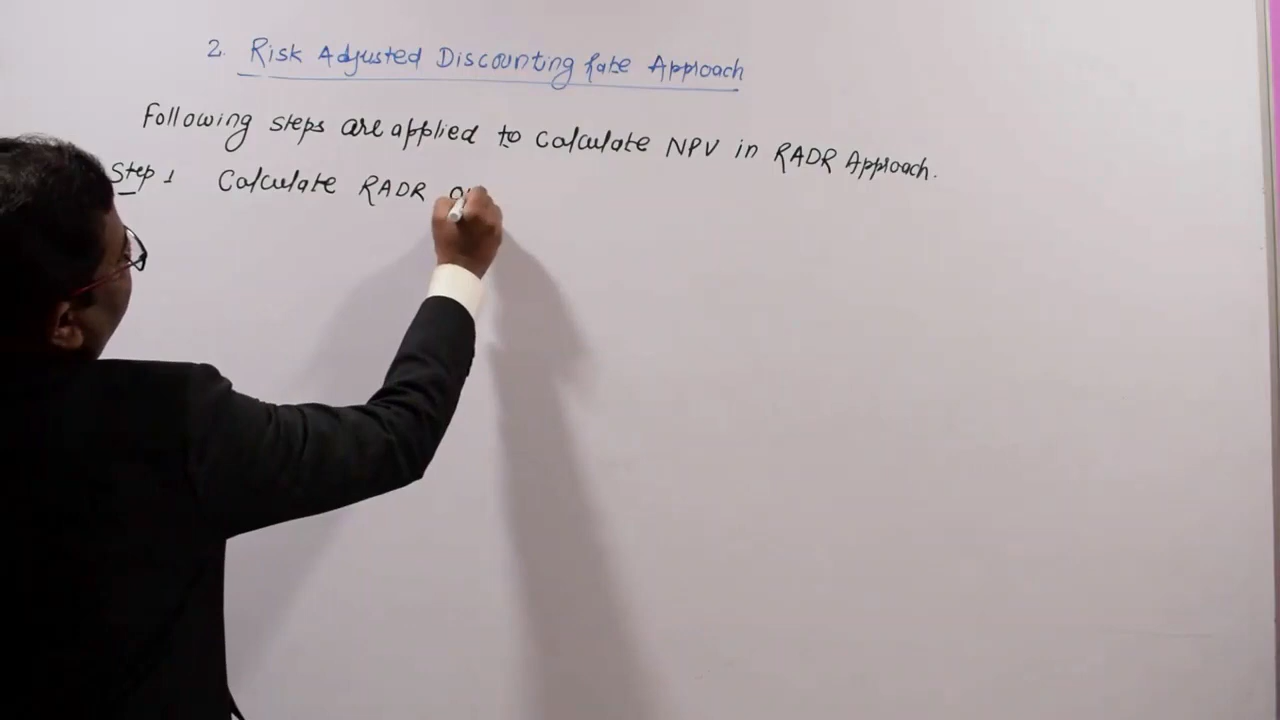 2. Risk Adjusted Discounting Rate Approach
Following steps are applied to Calculate NPV in RADR Approach.
Step 1 Calculate RADR